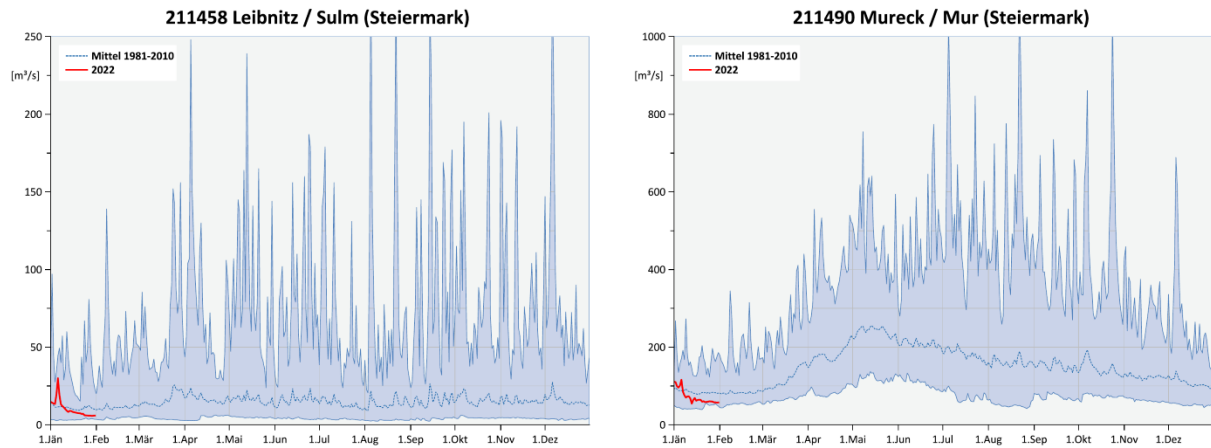 211458 Leibnitz / Sulm (Steiermark)
250
[m³/s]
200
150
100
50
0
Mittel 1981-2010
2022
1.Jän 1.Feb 1.Mär 1.Apr 1.Mai 1.Jun 1.Jul 1.Aug 1.Sep 1.Okt 1.Nov 1.Dez
211490 Mureck / Mur (Steiermark)
1000
[m³/s]
800
600
400
200
0
Mittel 1981-2010
2022
1.Jän 1.Feb 1.Mär 1.Apr 1.Mai 1.Jun 1.Jul 1.Aug 1.Sep 1.Okt 1.Nov 1.Dez